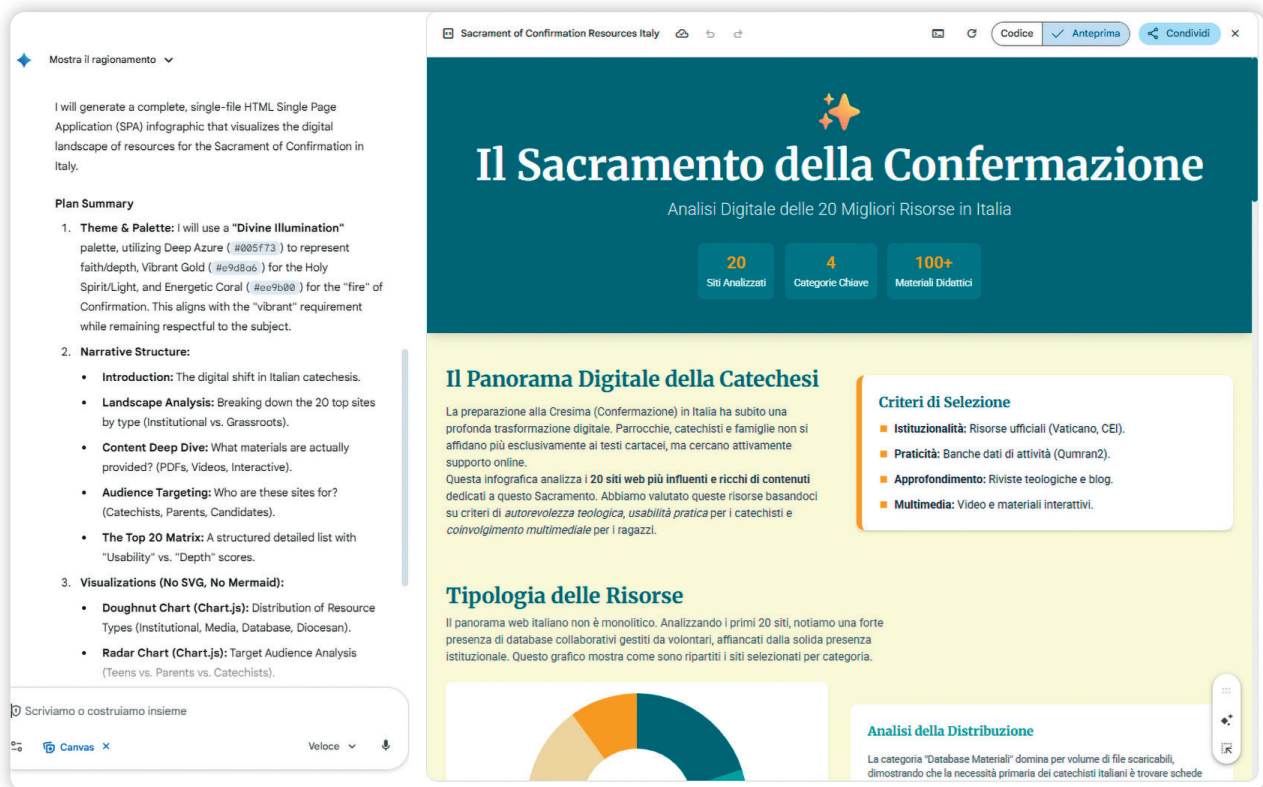 Mostra il ragionamento
I will generate a complete, single-file HTML Single Page
Application (SPA) infographic that visualizes the digital
landscape of resources for the Sacrament of Confirmation in
Italy.
Plan Summary
1. Theme & Palette: I will use a "Divine Illumination"
palette, utilizing Deep Azure ( #005f73 ) to represent
faith/depth, Vibrant Gold ( #e9d8a6 ) for the Holy
Spirit/Light, and Energetic Coral ( #ee9b00 ) for the "fire" of
Confirmation. This aligns with the "vibrant" requirement
while remaining respectful to the subject.
2. Narrative Structure:
• Introduction: The digital shift in Italian catechesis.
• Landscape Analysis: Breaking down the 20 top sites
by type (Institutional vs. Grassroots).
• Content Deep Dive: What materials are actually
provided? (PDFs, Videos, Interactive).
• Audience Targeting: Who are these sites for?
(Catechists, Parents, Candidates).
• The Top 20 Matrix: A structured detailed list with
"Usability" vs. "Depth" scores.
3. Visualizations (No SVG, No Mermaid):
• Doughnut Chart (Chart.js): Distribution of Resource
Types (Institutional, Media, Database, Diocesan).
• Radar Chart (Chart.js): Target Audience Analysis
(Teens vs. Parents vs. Catechists).
Scriviamo o costruiamo insieme
Canvas ×
Veloce
Sacrament of Confirmation Resources Italy
Codice
Anteprima
Condividi
Il Sacramento della Confermazione
Analisi Digitale delle 20 Migliori Risorse in Italia
20
Siti Analizzati
4
Categorie Chiave
100+
Materiali Didattici
Il Panorama Digitale della Catechesi
La preparazione alla Cresima (Confermazione) in Italia ha subito una
profonda trasformazione digitale. Parrocchie, catechisti e famiglie non si
affidano più esclusivamente ai testi cartacei, ma cercano attivamente
supporto online.
Questa infografica analizza i 20 siti web più influenti e ricchi di contenuti
dedicati a questo Sacramento. Abbiamo valutato queste risorse basandoci
su criteri di autorevolezza teologica, usabilità pratica per i catechisti e
coinvolgimento multimediale per i ragazzi.
Criteri di Selezione
Istituzionalità: Risorse ufficiali (Vaticano, CEI).
Praticità: Banche dati di attività (Qumran2).
Approfondimento: Riviste teologiche e blog.
Multimedia: Video e materiali interattivi.
Tipologia delle Risorse
Il panorama web italiano non è monolitico. Analizzando i primi 20 siti, notiamo una forte
presenza di database collaborativi gestiti da volontari, affiancati dalla solida presenza
istituzionale. Questo grafico mostra come sono ripartiti i siti selezionati per categoria.
Analisi della Distribuzione
La categoria "Database Materiali" domina per volume di file scaricabili,
dimostrando che la necessità primaria dei catechisti italiani è trovare schede